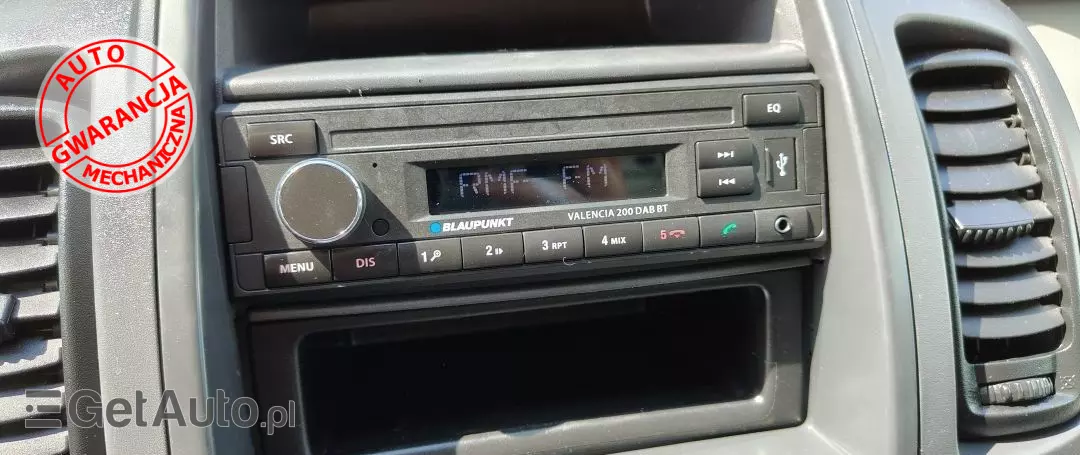 AUTO
GWARANCJA
MECHANICZNA
SRC
EQ
RMF FM
BLAUPUNKT
VALENCIA 200 DAB BT
MENU
DIS
1
2
3 RPT
4 MIX
5
GetAuto.pl